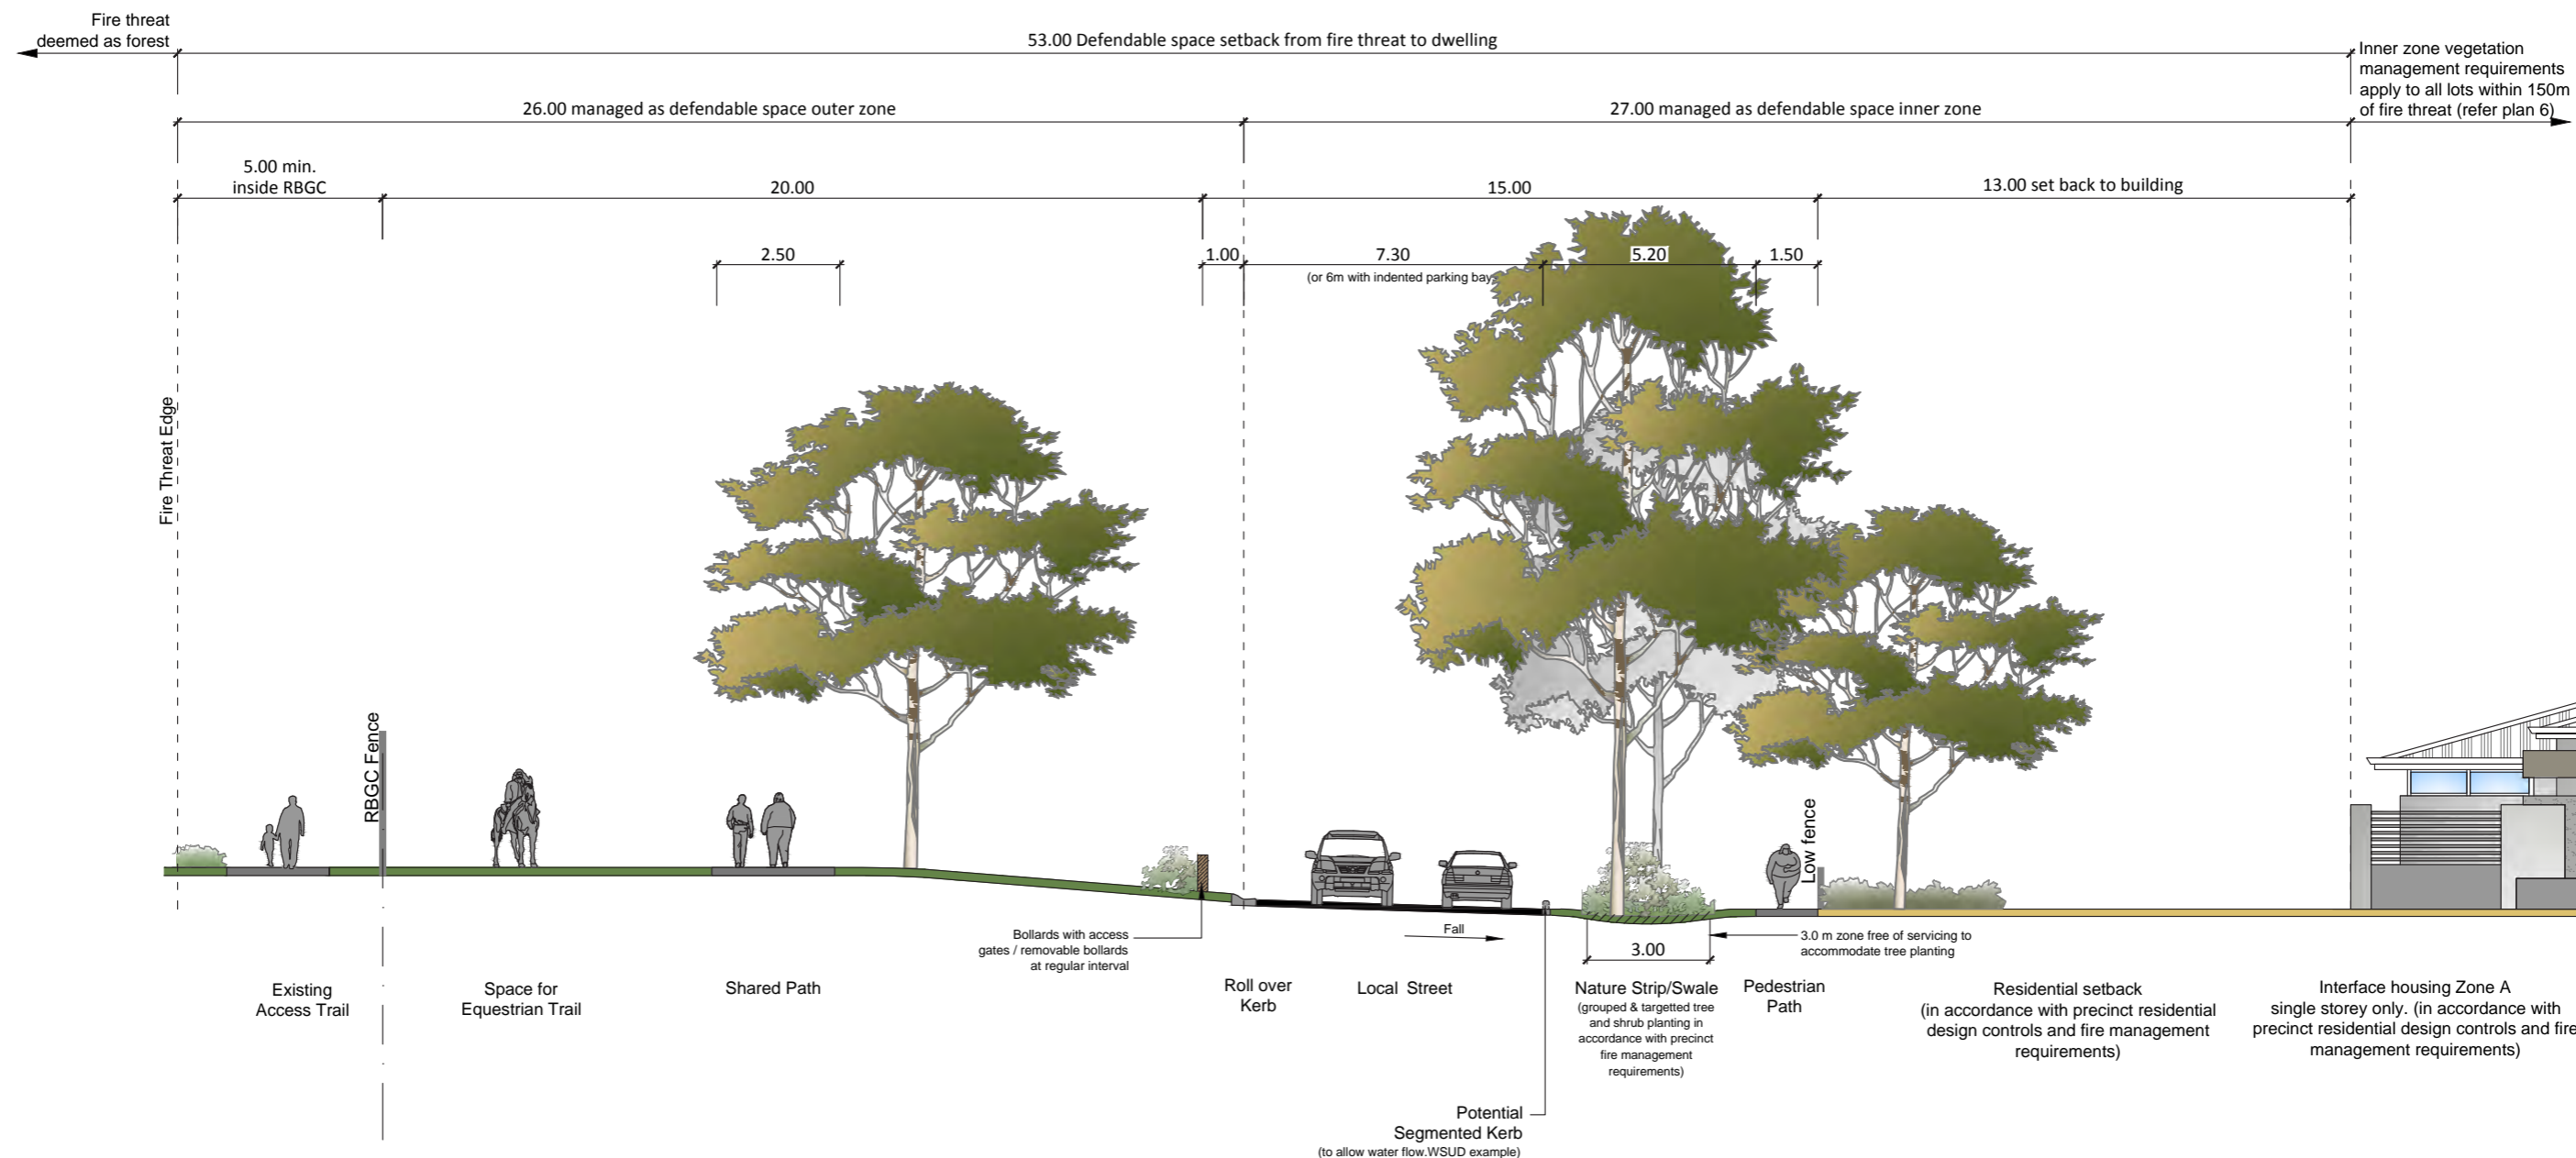 Fire threat
deemed as forest
53.00 Defendable space setback from fire threat to dwelling
Inner zone vegetation
management requirements
apply to all lots within 150m
of fire threat (refer plan 6)
26.00 managed as defendable space outer zone
27.00 managed as defendable space inner zone
5.00 min.
inside RBGC
20.00
15.00
13.00 set back to building
2.50
1.00
7.30
(or 6m with indented parking bay
5.20
1.50
Fire Threat Edge
RBGC Fence
Low fence
Bollards with access
gates / removable bollards
at regular interval
Fall
3.00
3.0 m zone free of servicing to
accommodate tree planting
Existing
Access Trail
Space for
Equestrian Trail
Shared Path
Roll over
Kerb
Local Street
Nature Strip/Swale
(grouped & targetted tree
and shrub planting in
accordance with precinct
fire management
requirements)
Pedestrian
Path
Residential setback
(in accordance with precinct residential
design controls and fire management
requirements)
Interface housing Zone A
single storey only. (in accordance with
precinct residential design controls and fire
management requirements)
Potential
Segmented Kerb
(to allow water flow.WSUD example)